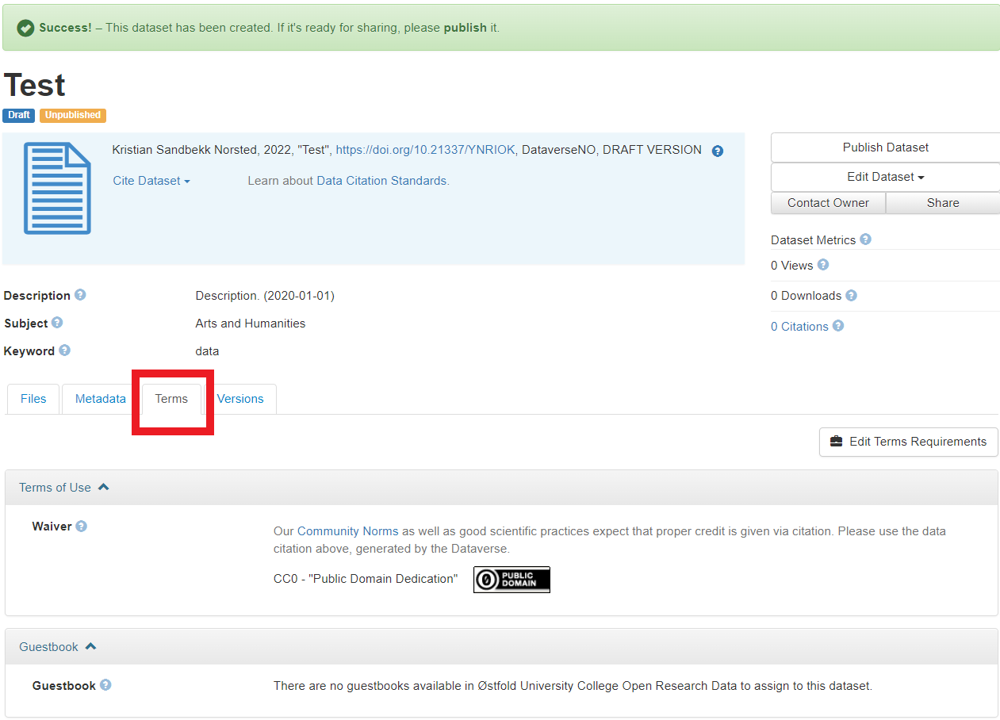 Success! – This dataset has been created. If it's ready for sharing, please publish it.
Test
Draft Unpublished
Kristian Sandbekk Norsted, 2022, "Test", https://doi.org/10.21337/YNRIOK, DataverseNO, DRAFT VERSION ?
Cite Dataset Learn about Data Citation Standards.
Publish Dataset
Edit Dataset
Contact Owner Share
Dataset Metrics ?
0 Views ?
0 Downloads ?
0 Citations ?
Description ? Description. (2020-01-01)
Subject ? Arts and Humanities
Keyword ? data
Files Metadata Terms Versions
Edit Terms Requirements
Terms of Use
Waiver ? Our Community Norms as well as good scientific practices expect that proper credit is given via citation. Please use the data
citation above, generated by the Dataverse.
CC0 - "Public Domain Dedication" 0 PUBLIC DOMAIN
Guestbook
Guestbook ? There are no guestbooks available in Østfold University College Open Research Data to assign to this dataset.